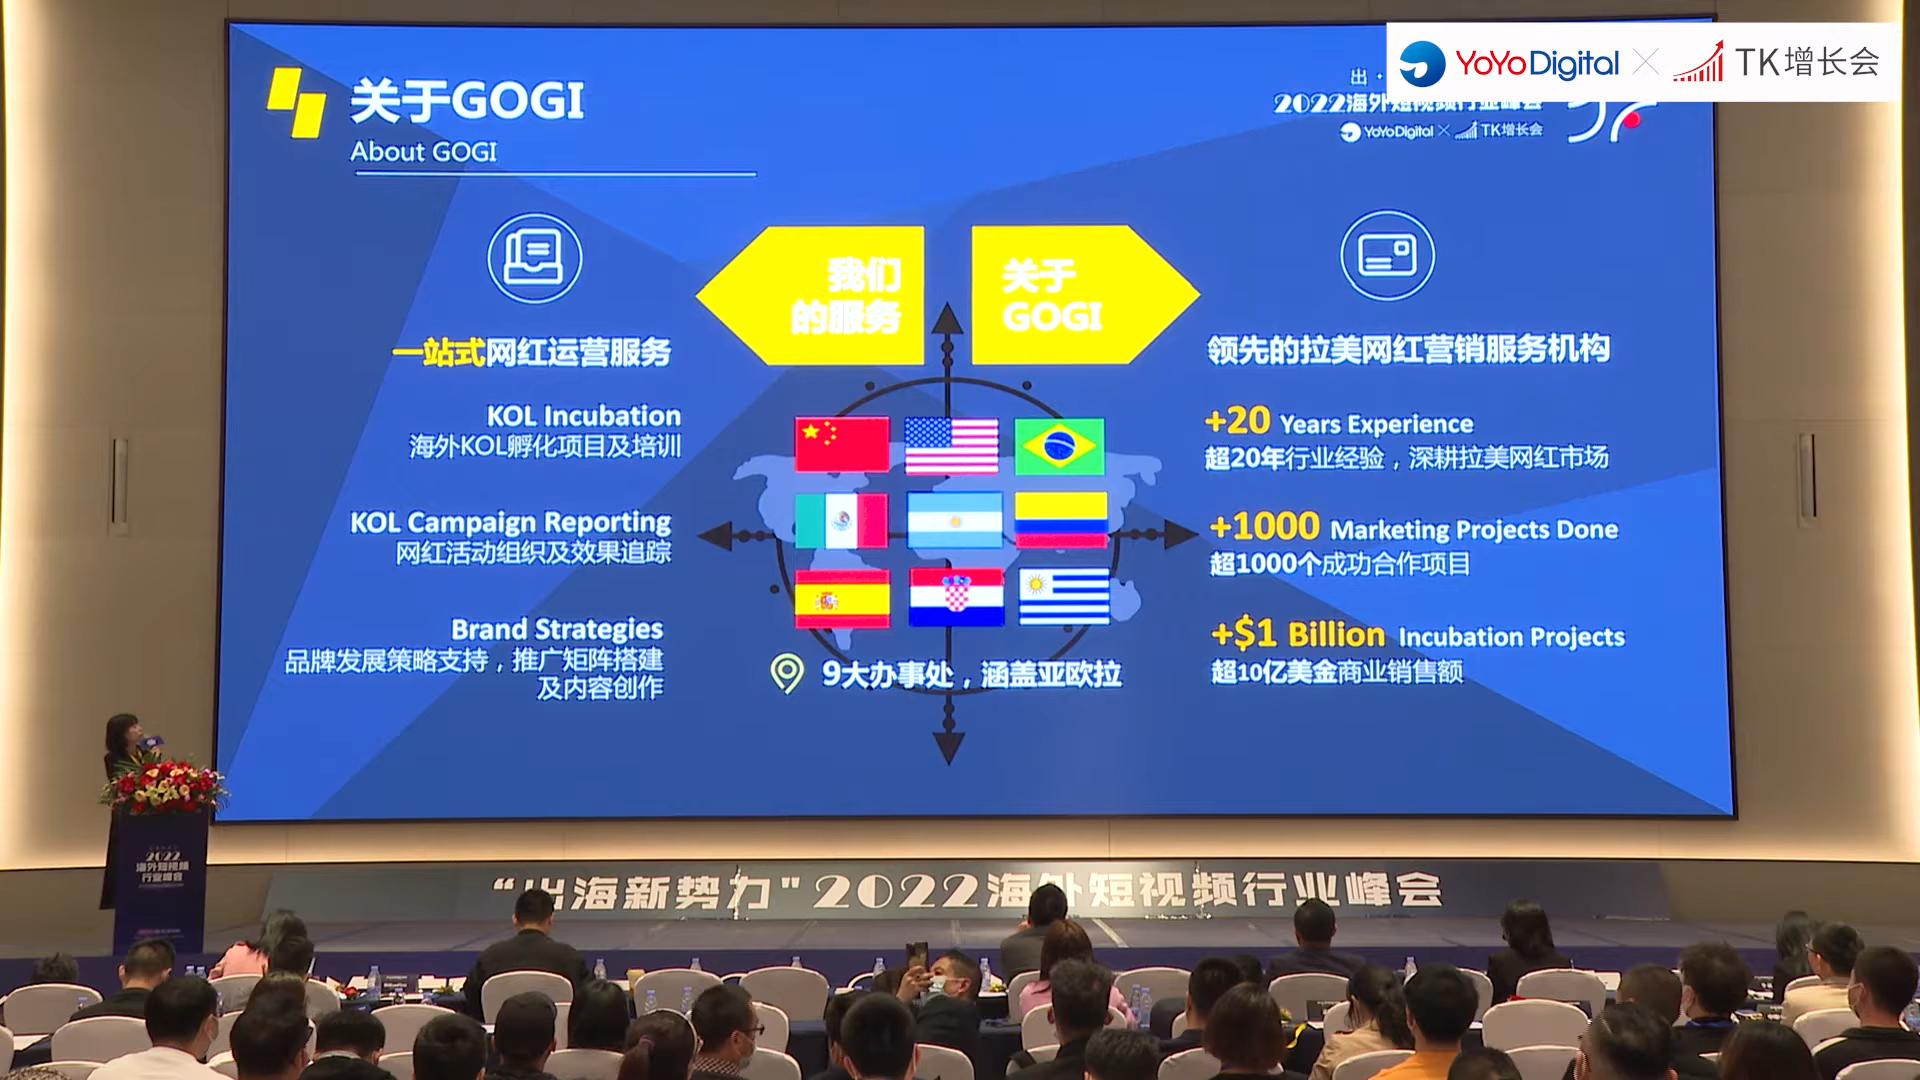 YoYoDigital × TK增长会
关于GOGI
About GOGI
出·
2022海外短视频行业峰会
YoYoDigital × TK增长会
我们
的服务
关于
GOGI
一站式网红运营服务
KOL Incubation
海外KOL孵化项目及培训
KOL Campaign Reporting
网红活动组织及效果追踪
Brand Strategies
品牌发展策略支持，推广矩阵搭建
及内容创作
9大办事处，涵盖亚欧拉
领先的拉美网红营销服务机构
+20 Years Experience
超20年行业经验，深耕拉美网红市场
+1000 Marketing Projects Done
超1000个成功合作项目
+$1 Billion Incubation Projects
超10亿美金商业销售额
2022
海外短视频
行业峰会
“出海新势力"2022海外短视频行业峰会